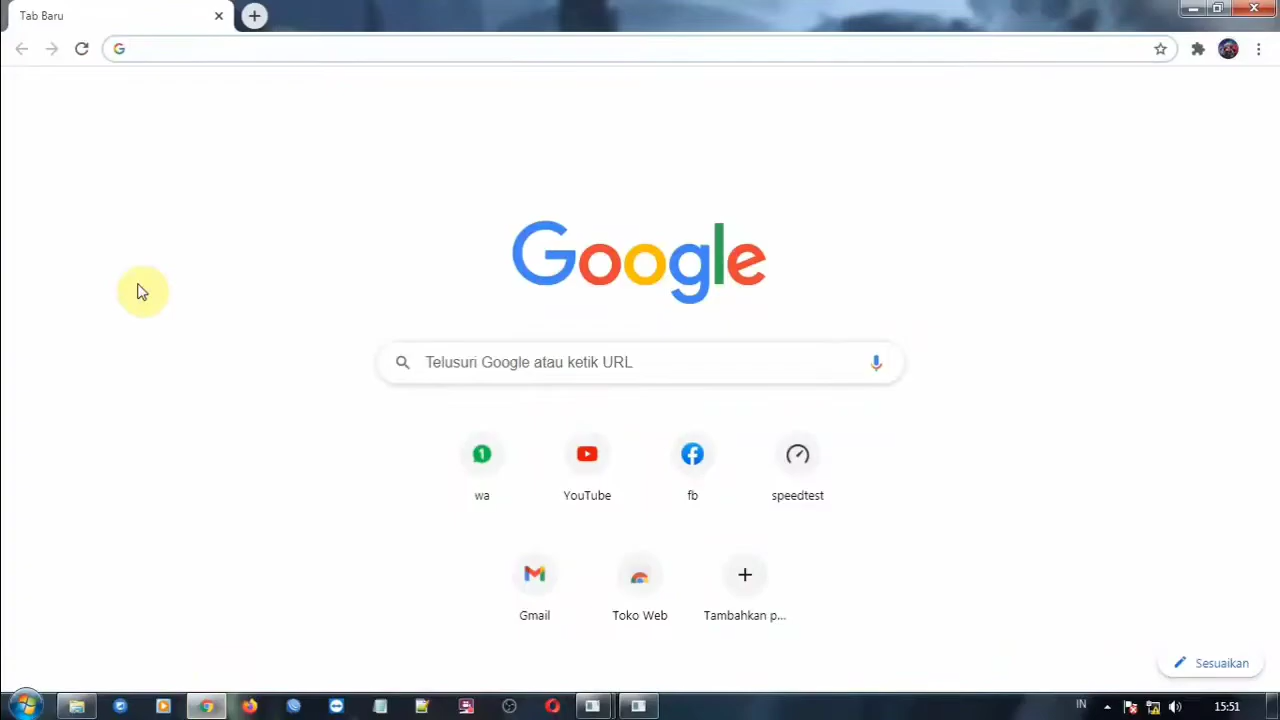 Tab Baru
Google
Telusuri Google atau ketik URL
wa
YouTube
fb
speedtest
Gmail
Toko Web
Tambahkan p...
Sesuaikan
IN
15:51